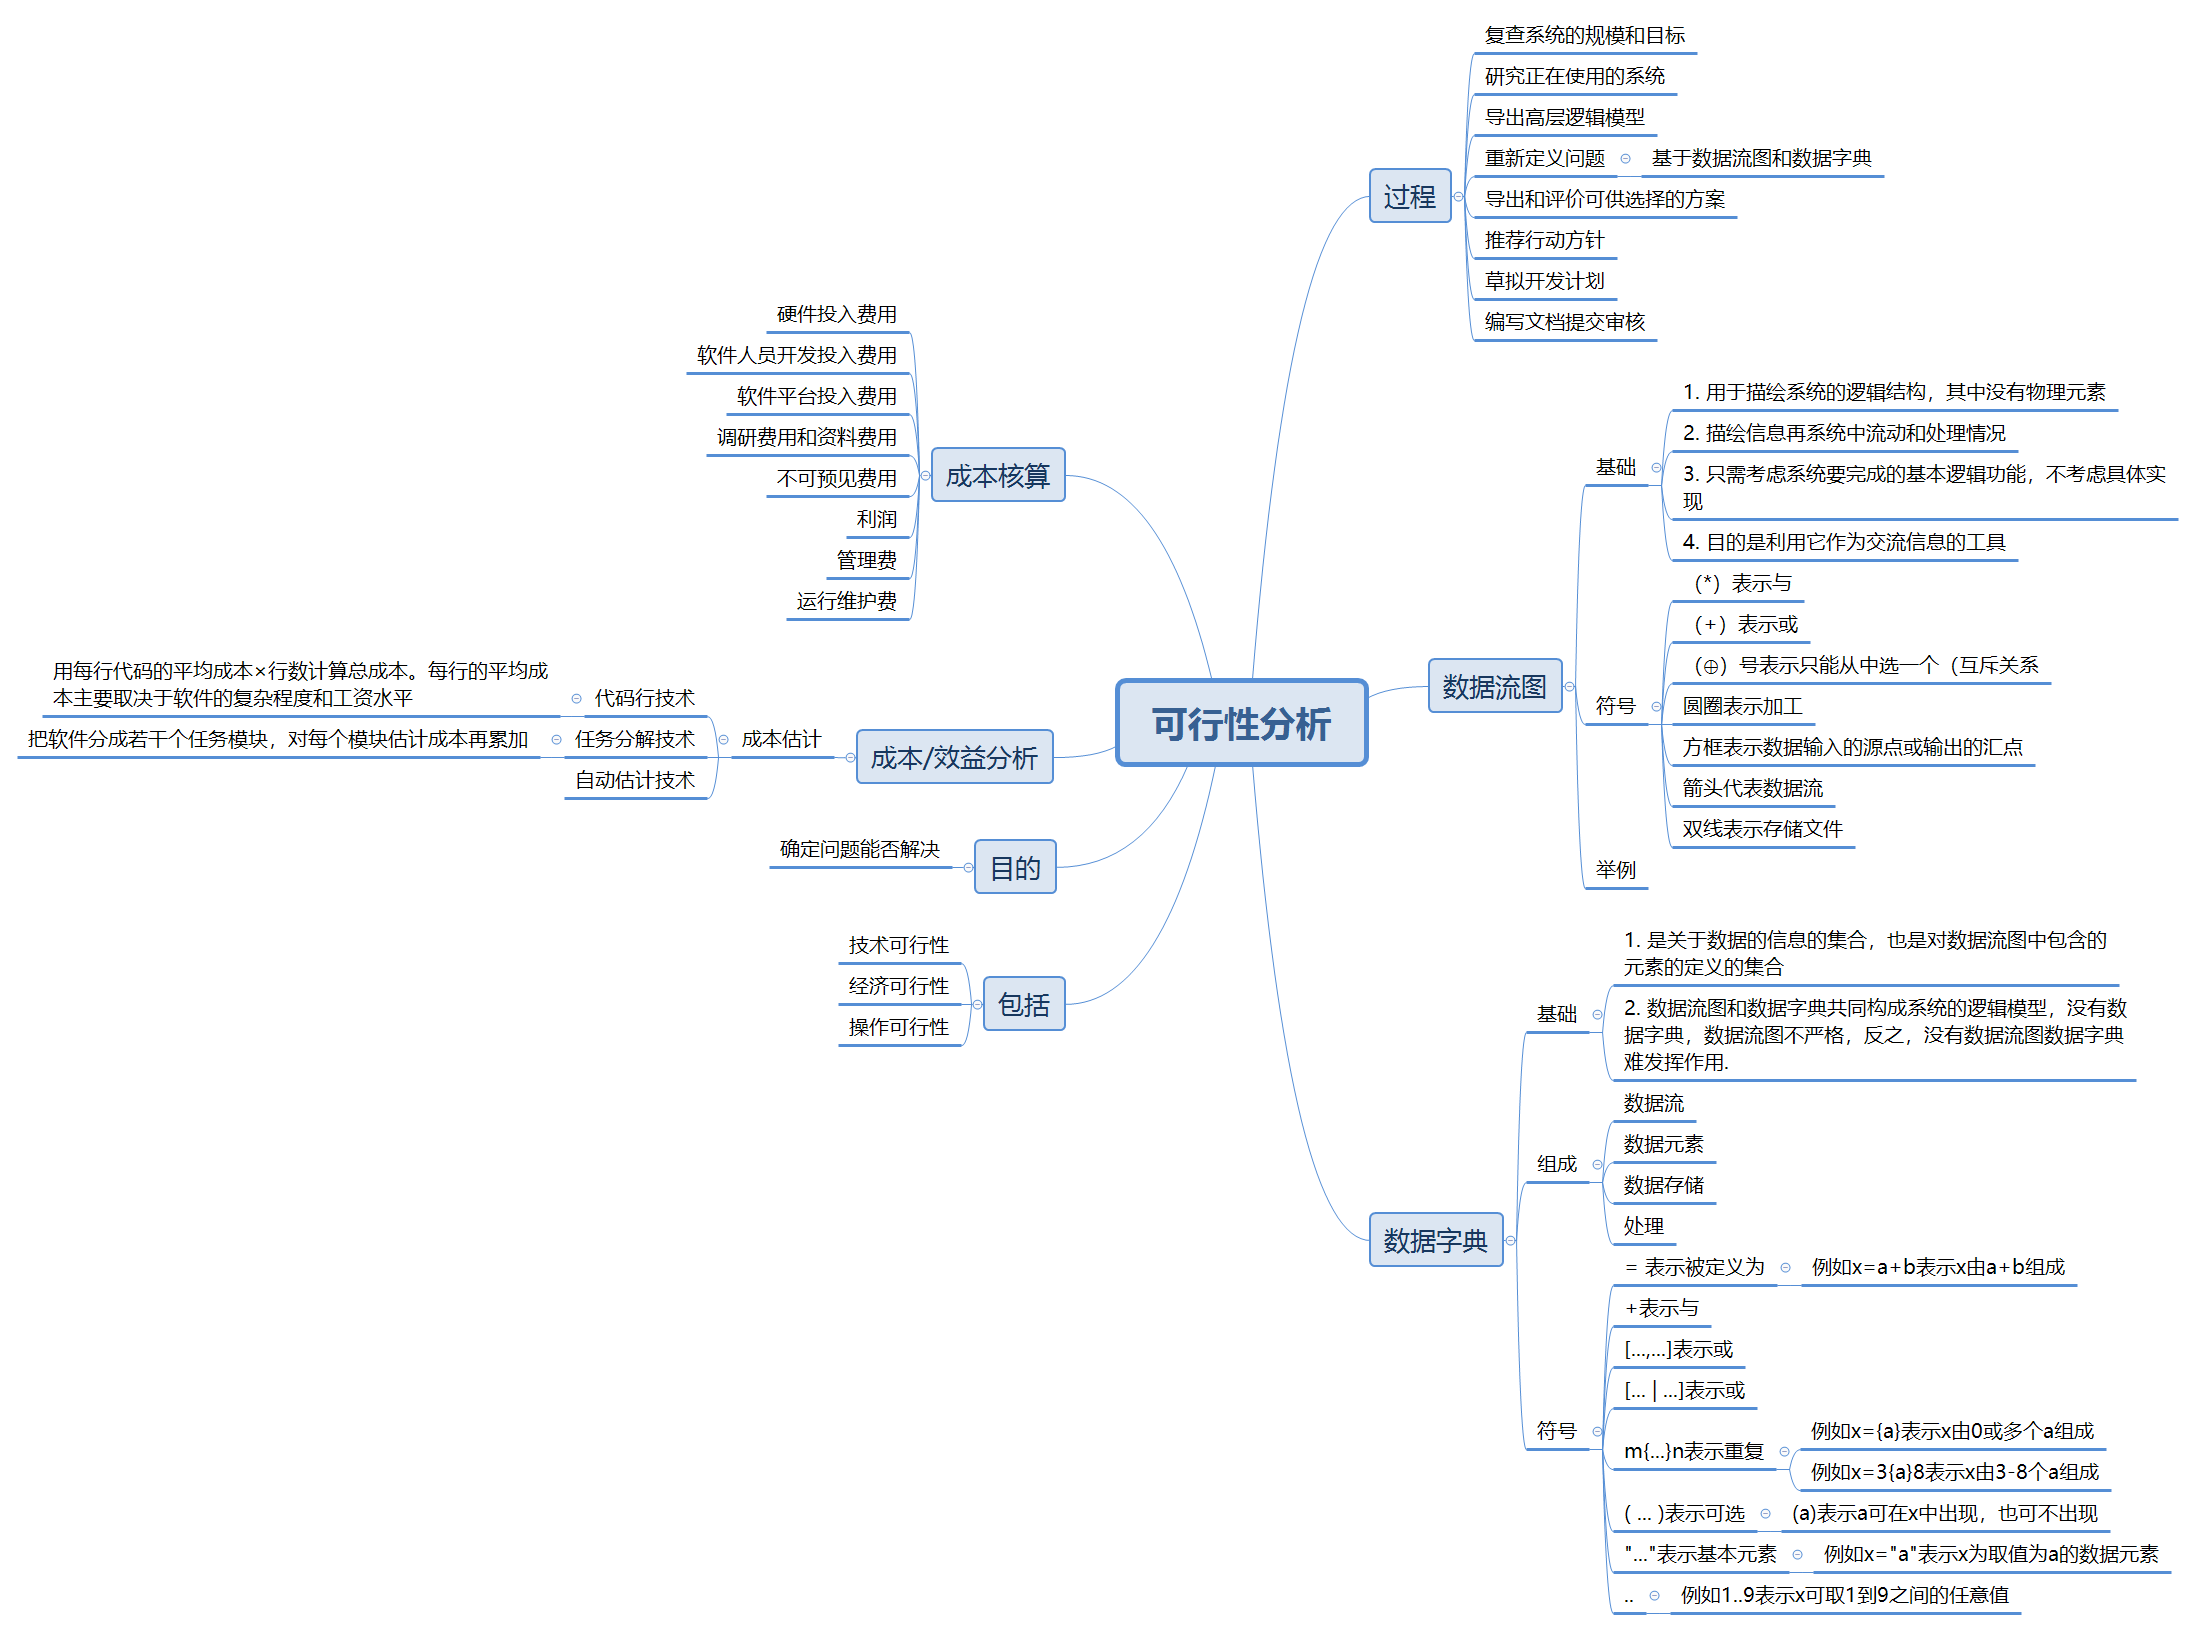 可行性分析
过程
复查系统的规模和目标
研究正在使用的系统
导出高层逻辑模型
重新定义问题
基于数据流图和数据字典
导出和评价可供选择的方案
推荐行动方针
草拟开发计划
编写文档提交审核
数据流图
基础
1. 用于描绘系统的逻辑结构，其中没有物理元素
2. 描绘信息再系统中流动和处理情况
3. 只需考虑系统要完成的基本逻辑功能，不考虑具体实
现
4. 目的是利用它作为交流信息的工具
符号
（*）表示与
（+）表示或
（⊕）号表示只能从中选一个（互斥关系
圆圈表示加工
方框表示数据输入的源点或输出的汇点
箭头代表数据流
双线表示存储文件
举例
数据字典
基础
1. 是关于数据的信息的集合，也是对数据流图中包含的
元素的定义的集合
2. 数据流图和数据字典共同构成系统的逻辑模型，没有数
据字典，数据流图不严格，反之，没有数据流图数据字典
难发挥作用.
组成
数据流
数据元素
数据存储
处理
符号
= 表示被定义为
例如x=a+b表示x由a+b组成
+表示与
[...,...]表示或
[... | ...]表示或
m{...}n表示重复
例如x={a}表示x由0或多个a组成
例如x=3{a}8表示x由3-8个a组成
( ... )表示可选
(a)表示a可在x中出现，也可不出现
"..."表示基本元素
例如x="a"表示x为取值为a的数据元素
..
例如1..9表示x可取1到9之间的任意值
成本核算
硬件投入费用
软件人员开发投入费用
软件平台投入费用
调研费用和资料费用
不可预见费用
利润
管理费
运行维护费
成本/效益分析
成本估计
代码行技术
用每行代码的平均成本×行数计算总成本。每行的平均成
本主要取决于软件的复杂程度和工资水平
任务分解技术
把软件分成若干个任务模块，对每个模块估计成本再累加
自动估计技术
目的
确定问题能否解决
包括
技术可行性
经济可行性
操作可行性